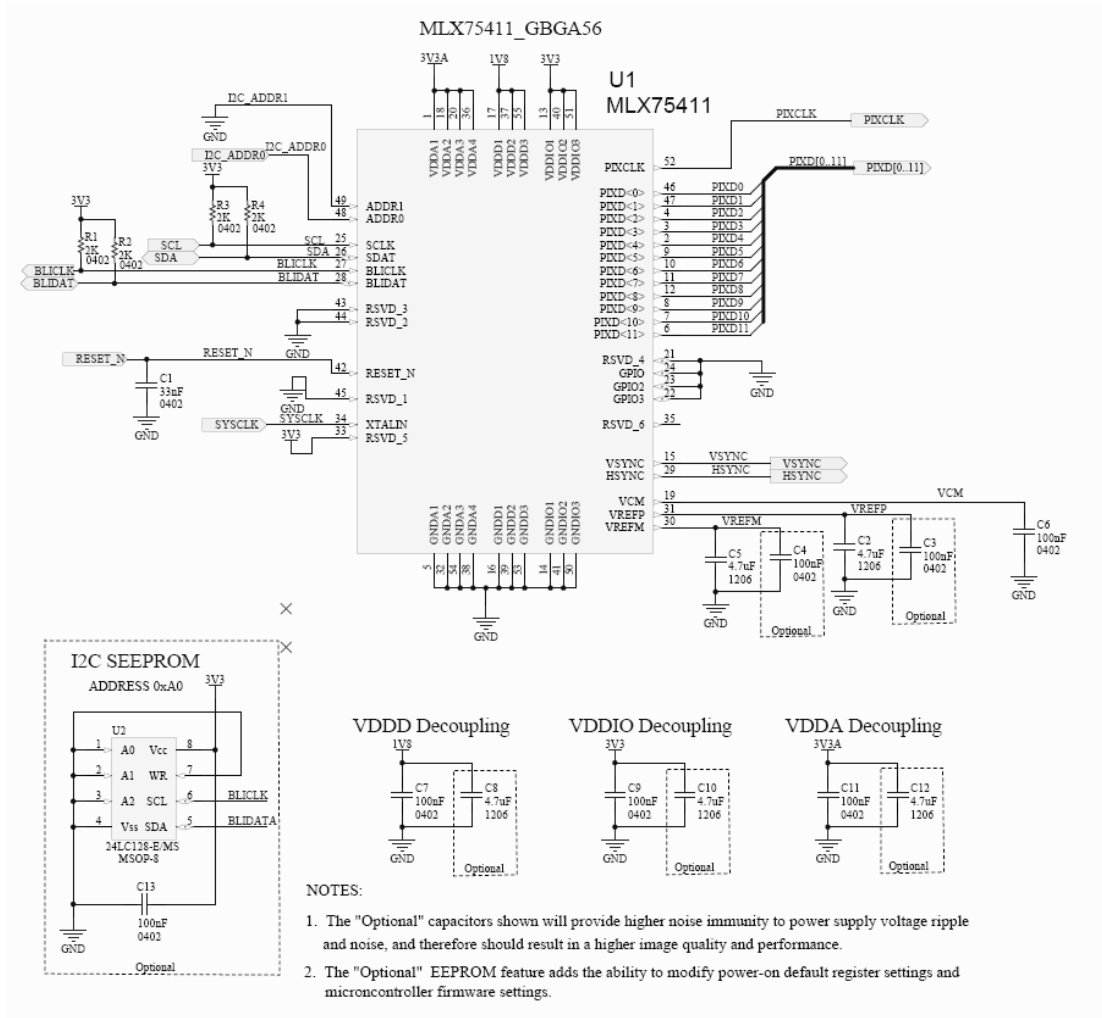 MLX75411_GBGA56
3V3A
1V8
3V3
U1
MLX75411
1 18 20 36
17 37 55
13 40 51
VDDA1 VDDA2 VDDA3 VDDA4
VDDD1 VDDD2 VDDD3
VDDIO1 VDDIO2 VDDIO3
I2C_ADDR1
GND
I2C_ADDR0 I2C_ADDR0
3V3
49 ADDR1
48 ADDR0
R3 2K 0402
R4 2K 0402
3V3
R1 2K 0402
R2 2K 0402
SCL SCL 25 SCLK
SDA SDA 26 SDAT
BLICLK BLICLK 27 BLICLK
BLIDAT BLIDAT 28 BLIDAT
43 RSVD_3
44 RSVD_2
GND
RESET_N RESET_N 42 RESET_N
C1
33nF
0402
GND
45 RSVD_1
GND
SYSCLK SYSCLK 34 XTALIN
3V3 33 RSVD_5
PIXCLK 52 PIXCLK PIXCLK
PIXD[0..11] PIXD[0..11]
PIXD<0> 46 PIXD0
PIXD<1> 47 PIXD1
PIXD<2> 4 PIXD2
PIXD<3> 3 PIXD3
PIXD<4> 2 PIXD4
PIXD<5> 9 PIXD5
PIXD<6> 10 PIXD6
PIXD<7> 11 PIXD7
PIXD<8> 12 PIXD8
PIXD<9> 8 PIXD9
PIXD<10> 7 PIXD10
PIXD<11> 6 PIXD11
RSVD_4 21
GPIO 24
GPIO2 23
GPIO3 22
GND
RSVD_6 35
VSYNC 15 VSYNC VSYNC
HSYNC 29 HSYNC HSYNC
VCM 19 VCM
VREFP 31 VREFP
VREFM 30 VREFM
C5
4.7uF
1206
GND
C4
100nF
0402
Optional
C2
4.7uF
1206
GND
C3
100nF
0402
Optional
C6
100nF
0402
GND
GNDA1 GNDA2 GNDA3 GNDA4
GNDD1 GNDD2 GNDD3
GNDIO1 GNDIO2 GNDIO3
5 32 54 38
16 39 53
14 41 50
GND
I2C SEEPROM
ADDRESS 0xA0
3V3
U2
1 A0 Vcc 8
2 A1 WR 7
3 A2 SCL 6 BLICLK
4 Vss SDA 5 BLIDATA
24LC128-E/MS
MSOP-8
C13
100nF
0402
GND
Optional
VDDD Decoupling
1V8
C7
100nF
0402
GND
C8
4.7uF
1206
Optional
VDDIO Decoupling
3V3
C9
100nF
0402
GND
C10
4.7uF
1206
Optional
VDDA Decoupling
3V3A
C11
100nF
0402
GND
C12
4.7uF
1206
Optional
NOTES:
1. The "Optional" capacitors shown will provide higher noise immunity to power supply voltage ripple
and noise, and therefore should result in a higher image quality and performance.
2. The "Optional" EEPROM feature adds the ability to modify power-on default register settings and
microncontroller firmware settings.